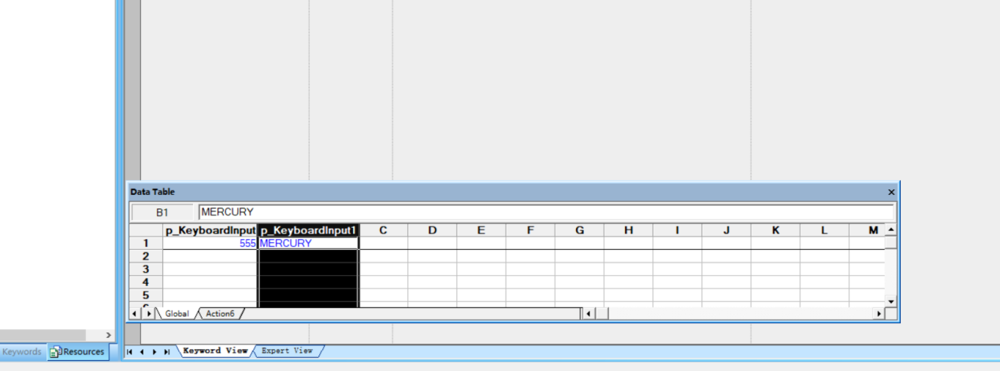 Data Table
B1 MERCURY
p_KeyboardInput p_KeyboardInput1 C D E F G H I J K L M
1 555 MERCURY
2
3
4
5
Global Action6
Keywords Resources Keyword View Expert View